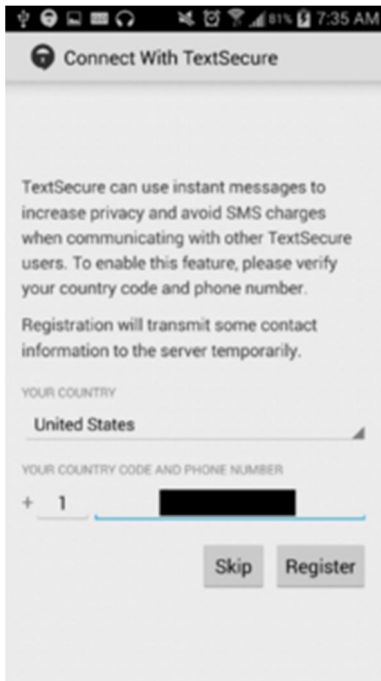 81% 7:35 AM
Connect With TextSecure
TextSecure can use instant messages to
increase privacy and avoid SMS charges
when communicating with other TextSecure
users. To enable this feature, please verify
your country code and phone number.
Registration will transmit some contact
information to the server temporarily.
YOUR COUNTRY
United States
YOUR COUNTRY CODE AND PHONE NUMBER
+ 1
Skip Register